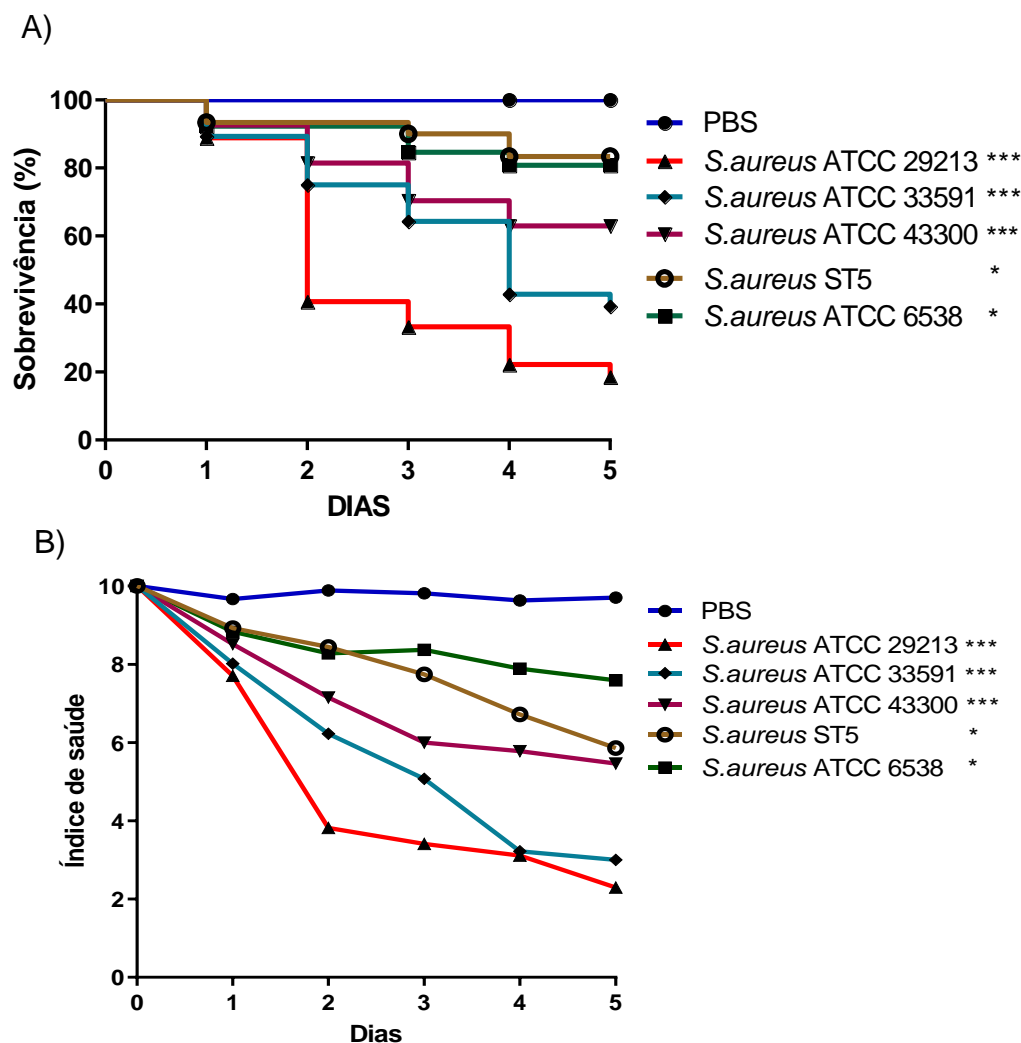 A)
Sobrevivência (%)
100
80
60
40
20
0
0 1 2 3 4 5
DIAS
PBS
S.aureus ATCC 29213 ***
S.aureus ATCC 33591 ***
S.aureus ATCC 43300 ***
S.aureus ST5 *
S.aureus ATCC 6538 *
B)
Índice de saúde
10
8
6
4
2
0
0 1 2 3 4 5
Dias
PBS
S.aureus ATCC 29213 ***
S.aureus ATCC 33591 ***
S.aureus ATCC 43300 ***
S.aureus ST5 *
S.aureus ATCC 6538 *